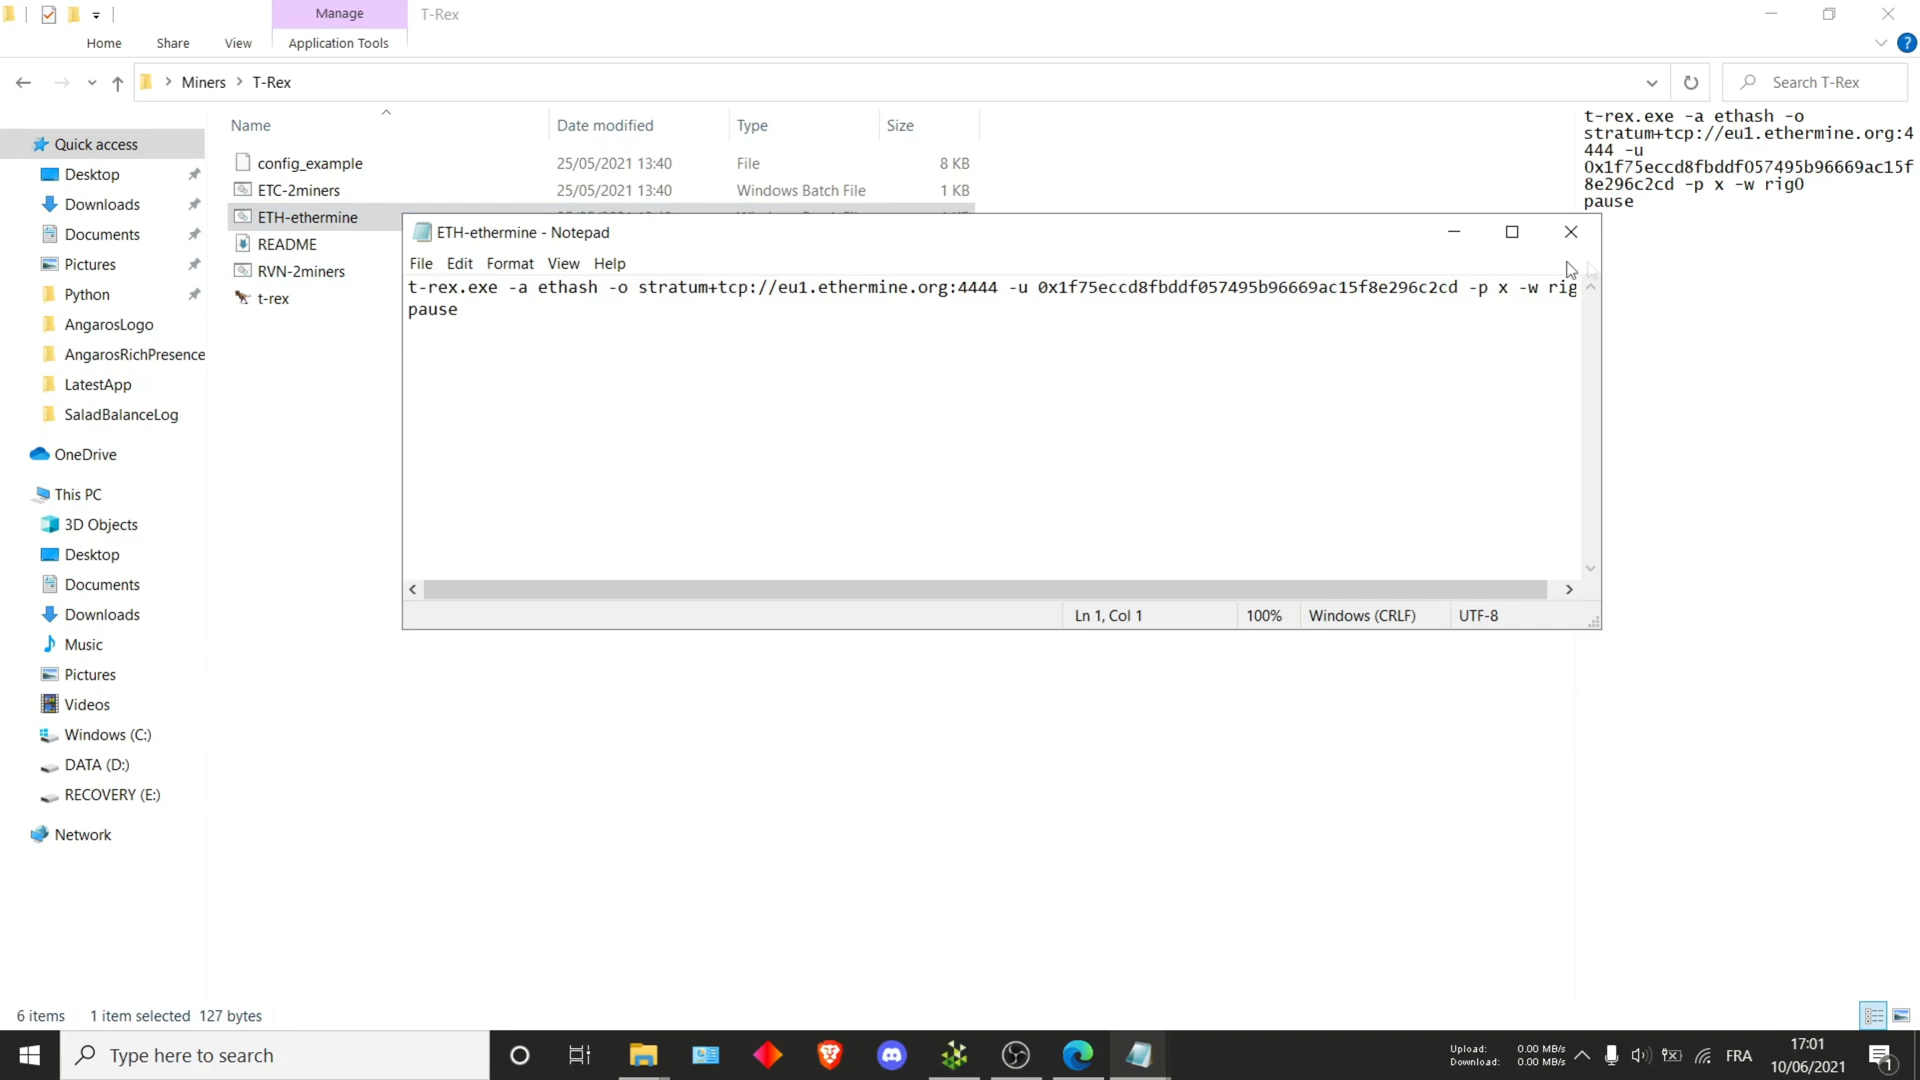 Manage
T-Rex
Home
Share
View
Application Tools
Miners
T-Rex
Search T-Rex
Name
Date modified
Type
Size
Quick access
Desktop
Downloads
Documents
Pictures
Python
AngarosLogo
AngarosRichPresence
LatestApp
SaladBalanceLog
OneDrive
This PC
3D Objects
Desktop
Documents
Downloads
Music
Pictures
Videos
Windows (C:)
DATA (D:)
RECOVERY (E:)
Network
config_example 25/05/2021 13:40 File 8 KB
ETC-2miners 25/05/2021 13:40 Windows Batch File 1 KB
ETH-ethermine
README
RVN-2miners
t-rex
ETH-ethermine - Notepad
File Edit Format View Help
t-rex.exe -a ethash -o stratum+tcp://eu1.ethermine.org:4444 -u 0x1f75eccd8fbddf057495b96669ac15f8e296c2cd -p x -w rig
pause
Ln 1, Col 1
100%
Windows (CRLF)
UTF-8
t-rex.exe -a ethash -o
stratum+tcp://eu1.ethermine.org:4
444 -u
0x1f75eccd8fbddf057495b96669ac15f
8e296c2cd -p x -w rig0
pause
6 items 1 item selected 127 bytes
Type here to search
Upload: 0.00 MB/s
Download: 0.00 MB/s
FRA
17:01
10/06/2021
1